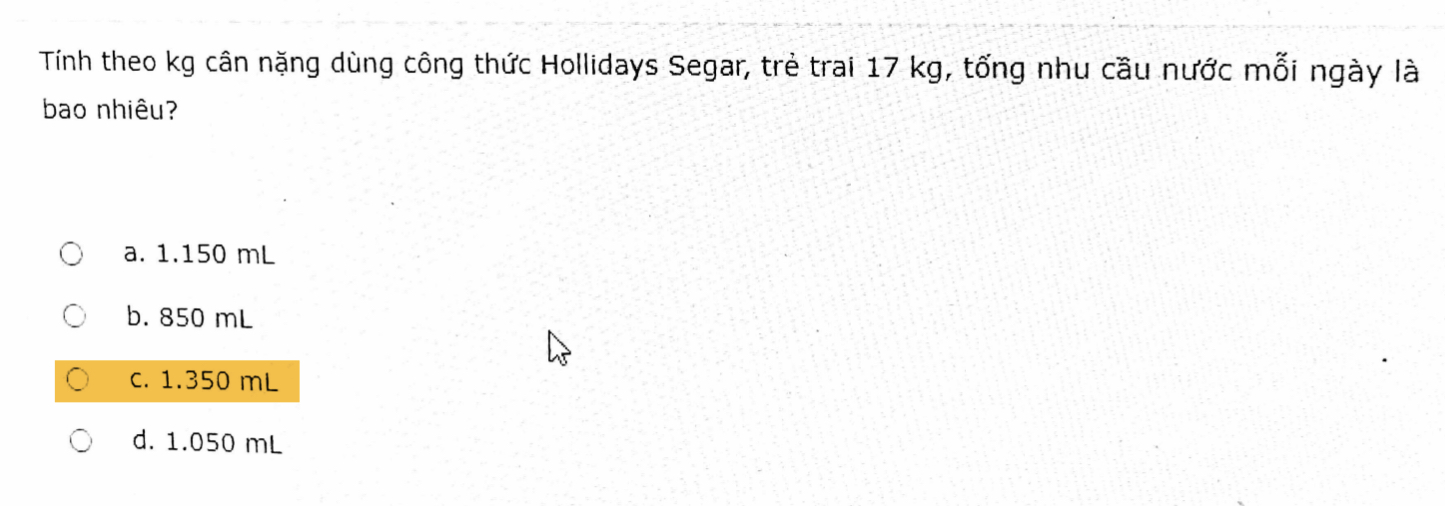 Tính theo kg cân nặng dùng công thức Hollidays Segar, trẻ trai 17 kg, tổng nhu cầu nước mỗi ngày là
bao nhiêu?
a. 1.150 mL
b. 850 mL
c. 1.350 mL
d. 1.050 mL